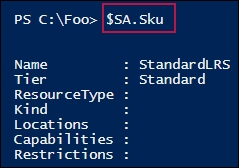 PS C:\Foo> $SA.Sku
Name : StandardLRS
Tier : Standard
ResourceType :
Kind :
Locations :
Capabilities :
Restrictions :